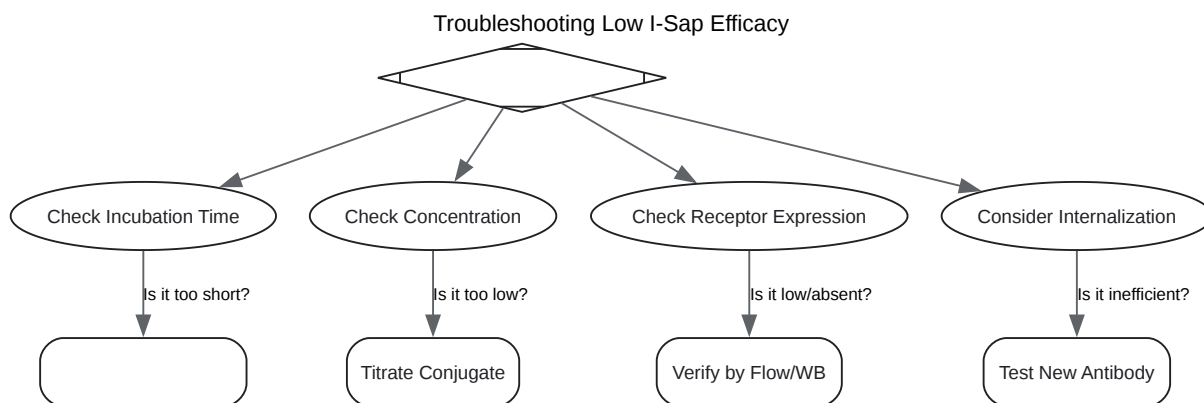 Troubleshooting Low I-Sap Efficacy
Check Incubation Time
Check Concentration
Check Receptor Expression
Consider Internalization
Is it too short?
Is it too low?
Is it low/absent?
Is it inefficient?
Titrate Conjugate
Verify by Flow/WB
Test New Antibody